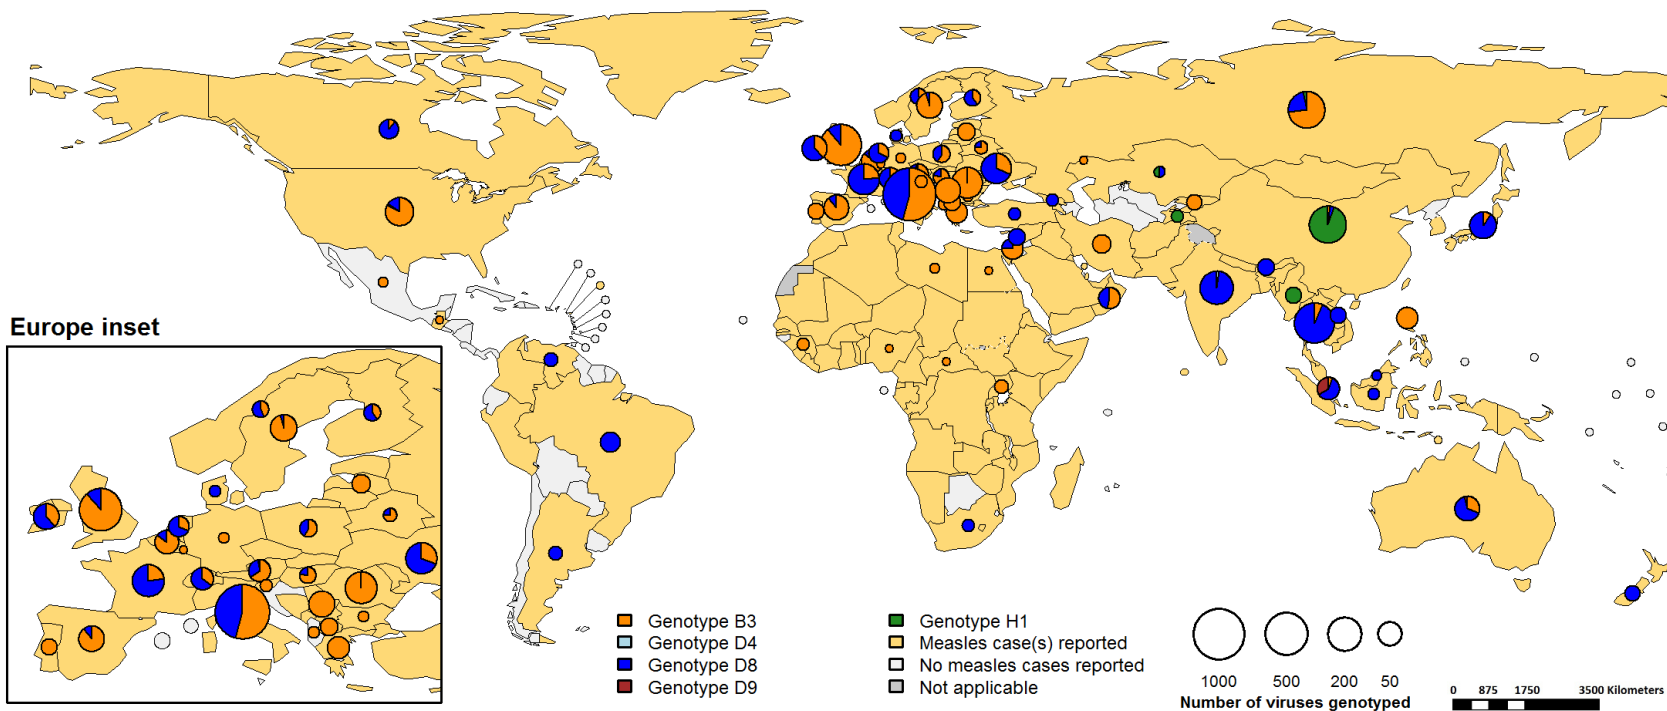 Europe inset
Genotype B3
Genotype D4
Genotype D8
Genotype D9
Genotype H1
Measles case(s) reported
No measles cases reported
Not applicable
1000 500 200 50
Number of viruses genotyped
0 875 1750 3500 Kilometers